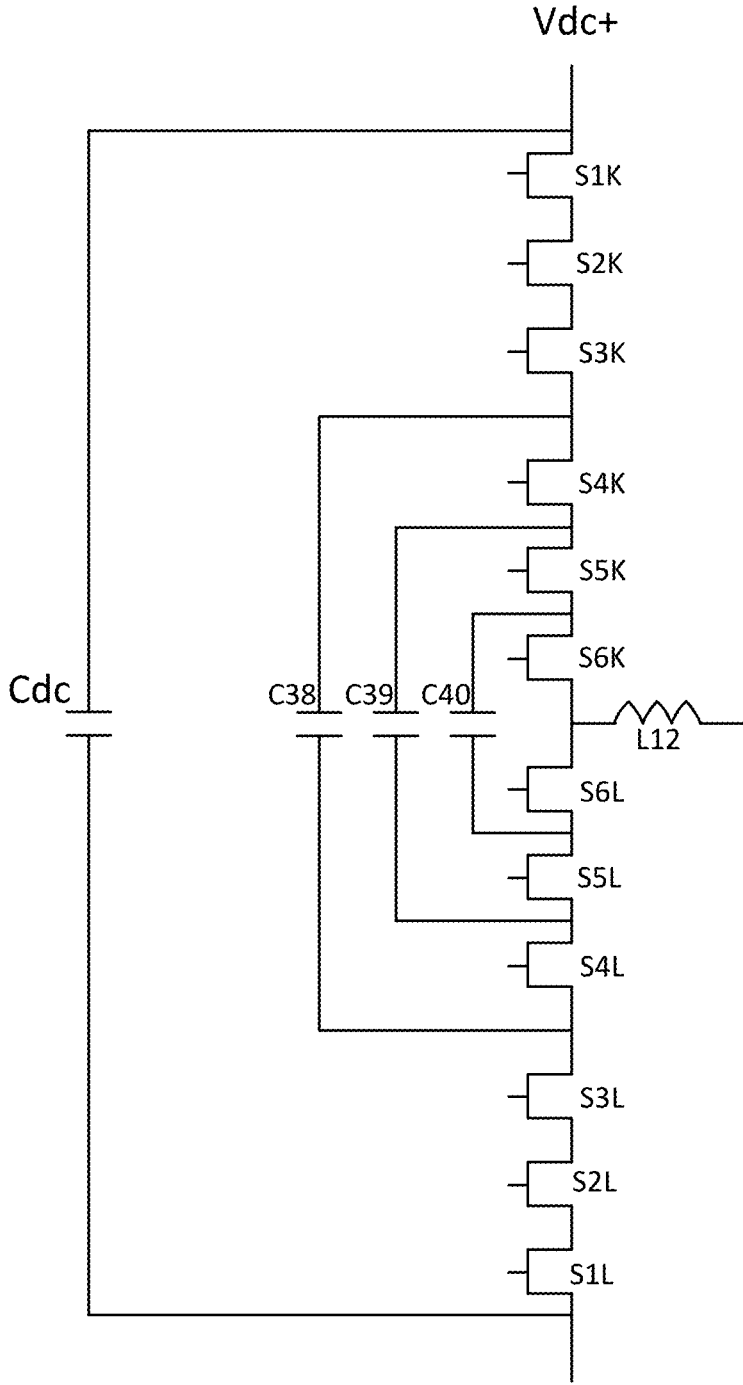 Vdc+
S1K
S2K
S3K
S4K
S5K
S6K
Cdc
C38
C39
C40
L12
S6L
S5L
S4L
S3L
S2L
S1L